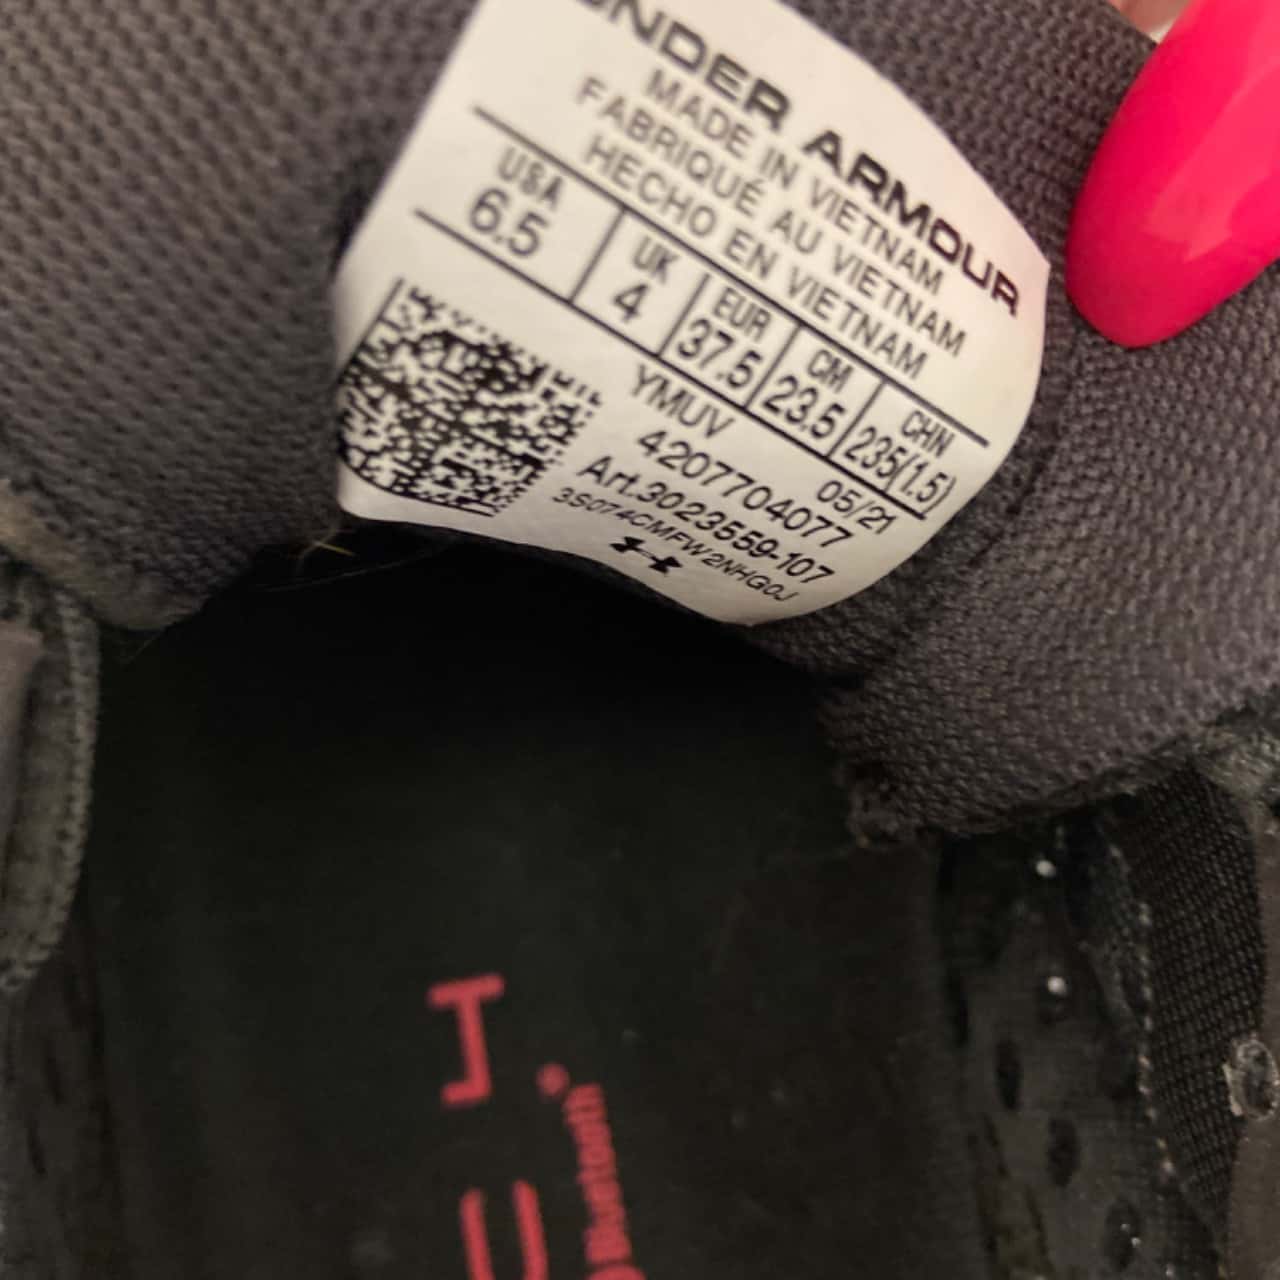 UNDER ARMOUR
MADE IN VIETNAM
FABRIQUÉ AU VIETNAM
HECHO EN VIETNAM
USA UK EUR CM CHN
6.5 4 37.5 23.5 235(1.5)
YMUV 05/21
4207704077
Art.3023559-107
3S074CMFW2NHG0J
Bluetooth®